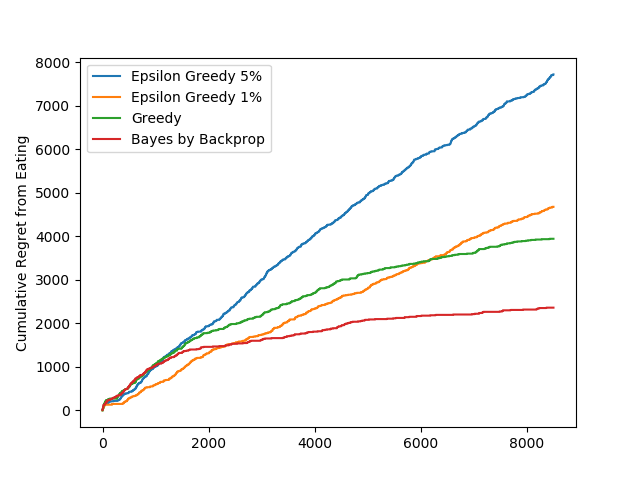 8000
7000
6000
5000
4000
3000
2000
1000
0
Cumulative Regret from Eating
Epsilon Greedy 5%
Epsilon Greedy 1%
Greedy
Bayes by Backprop
0 2000 4000 6000 8000